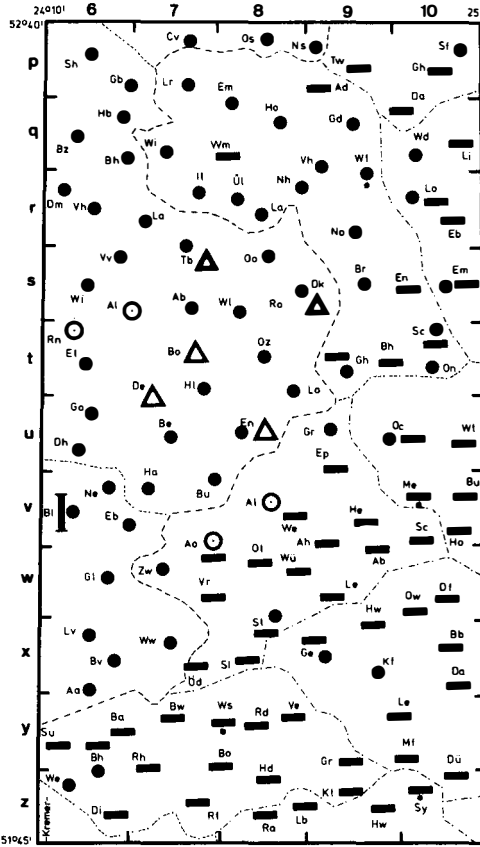 6 7 8 9 10
24°10' 25
52°40'
p q r s t u v w x y z
Cv Os Ns Sf
Sh Tw Gh
Gb Lr Ad
Em Da
Hb Ho Gd
Bz Wd
Wi Wm Li
Bh Vh Wf
Il Ül Nh
Dm Vh La Lo
La No Eb
Vv Tb Oo
Wi Br En Em
Al Ab Wl Ro Dk
Rn Sc
El Bo Oz Gh Bh On
De Hl Lo
Go
Be En Gr Oc Wt
Dh Ep
Ne Ha Bu Me Bu
Bl Al
Eb We He
Ao Ah Sc Ho
Ol Ab
Zw Wü
Gl Vr Le Ow Df
Hw
Lv Sl
Ww Ge Bb
Bv Sl Kf
Aa Od Da
Bw Ws Ve Le
Ba Rd
Su Mf
Bh Rh Bo Gr Dü
We Hd
Kl
Di Rf Lb Sy
Ra Hw
Kremer-
51°45'